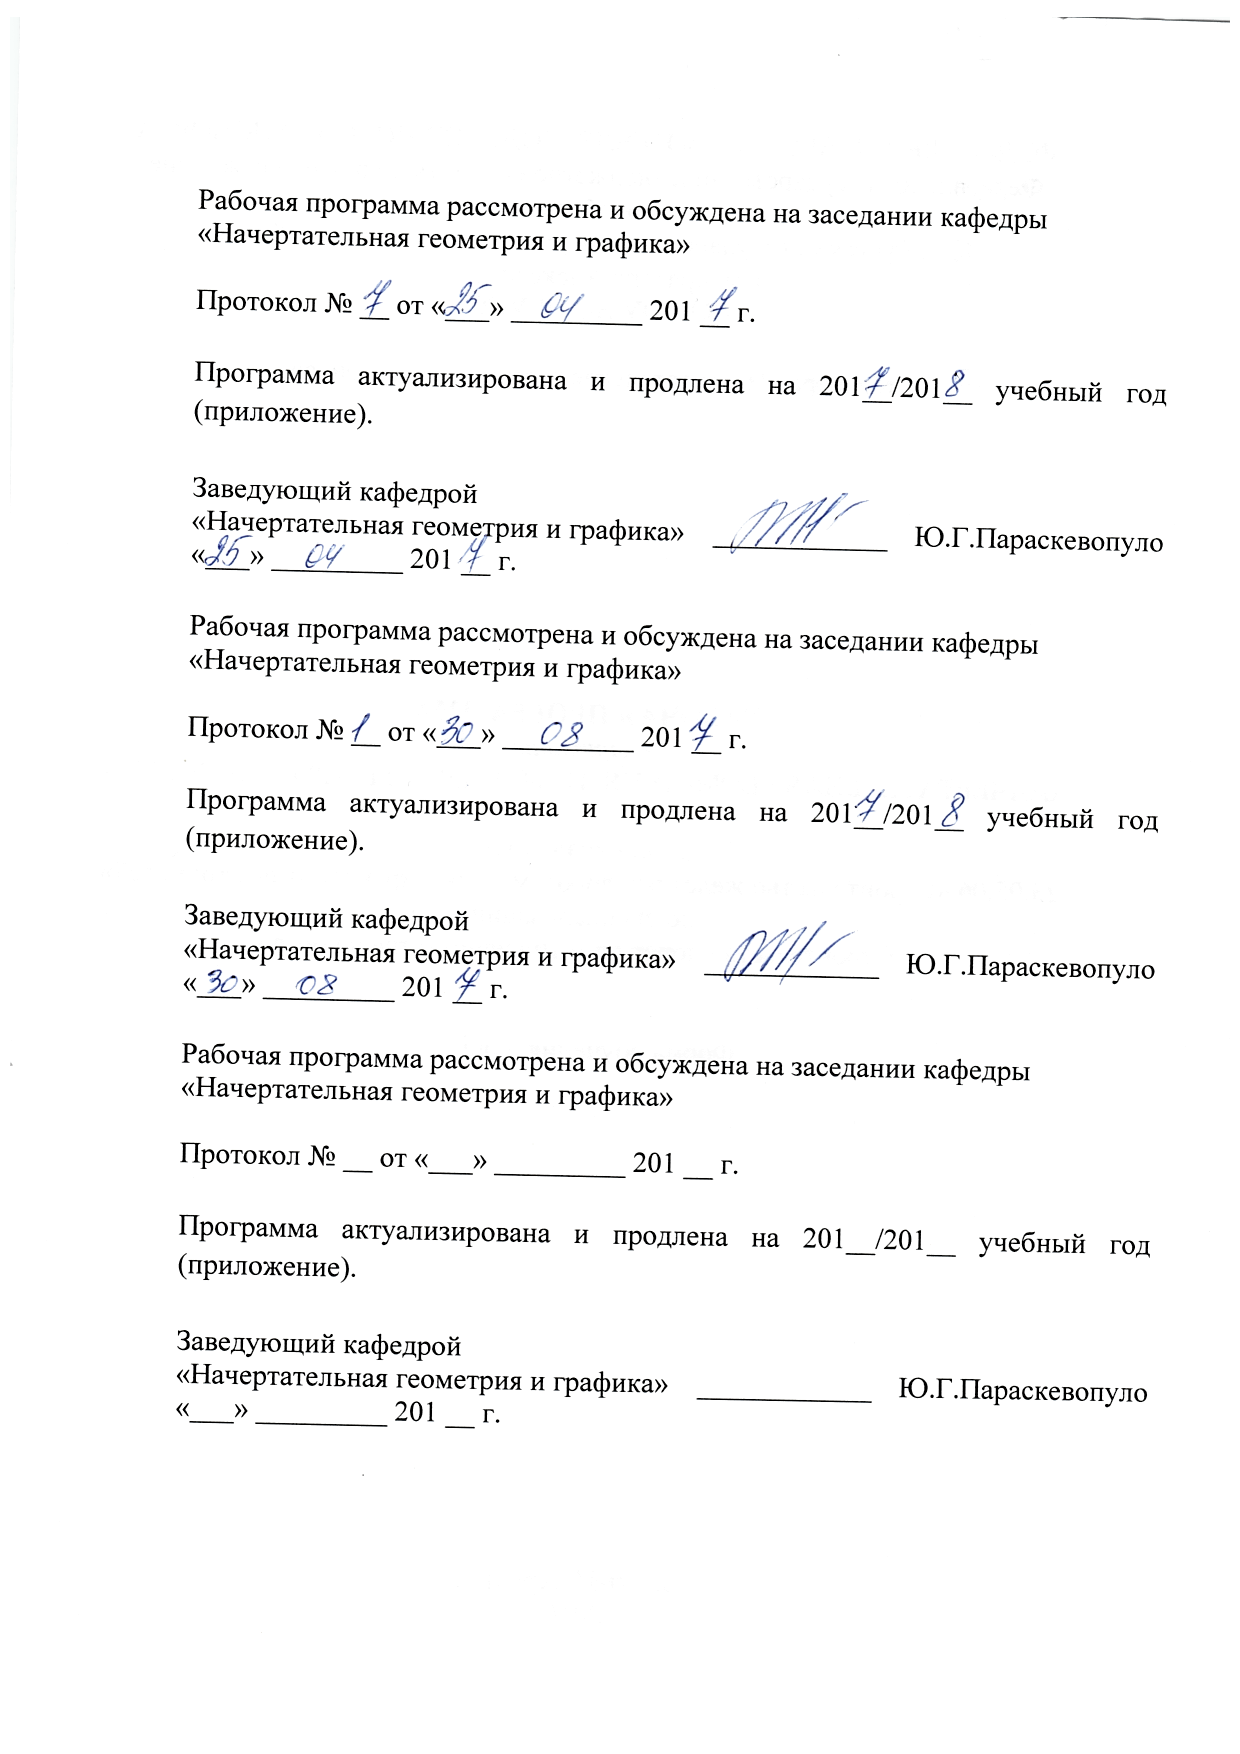 Рабочая программа рассмотрена и обсуждена на заседании кафедры
«Начертательная геометрия и графика»
Протокол № 7 от «25» 04 2017 г.
Программа актуализирована и продлена на 2017/2018 учебный год
(приложение).
Заведующий кафедрой
«Начертательная геометрия и графика» Ю.Г.Параскевопуло
«25» 04 2017 г.
Рабочая программа рассмотрена и обсуждена на заседании кафедры
«Начертательная геометрия и графика»
Протокол № 1 от «30» 08 2017 г.
Программа актуализирована и продлена на 2017/2018 учебный год
(приложение).
Заведующий кафедрой
«Начертательная геометрия и графика» Ю.Г.Параскевопуло
«30» 08 2017 г.
Рабочая программа рассмотрена и обсуждена на заседании кафедры
«Начертательная геометрия и графика»
Протокол № __ от «___» _________ 201 __ г.
Программа актуализирована и продлена на 201__/201__ учебный год
(приложение).
Заведующий кафедрой
«Начертательная геометрия и графика» ____________ Ю.Г.Параскевопуло
«___» _________ 201 __ г.